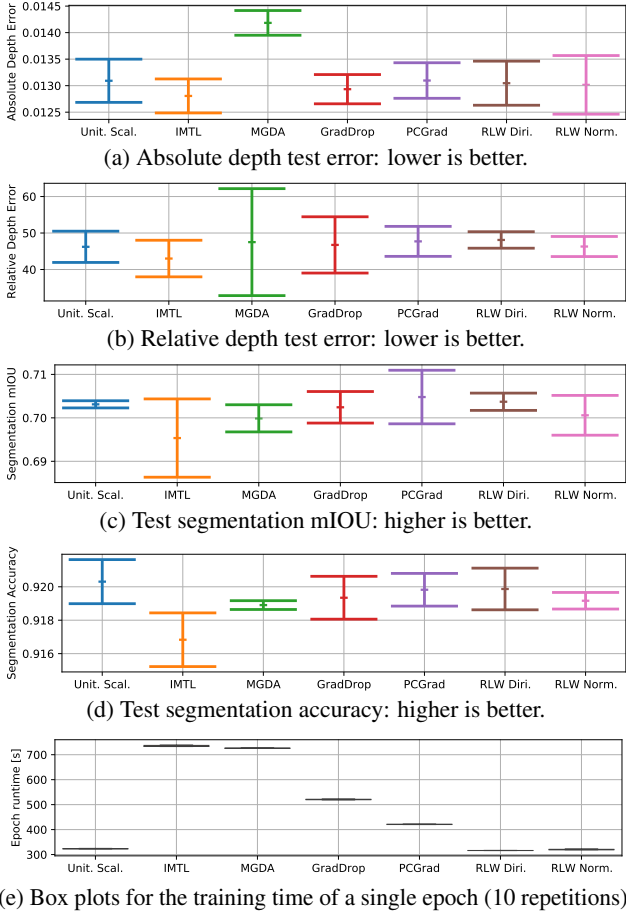 0.0145
0.0135
0.0130
0.0125
Absolute Depth Error
Unit. Scal. IMTL MGDA GradDrop PCGrad RLW Diri. RLW Norm.
(a) Absolute depth test error: lower is better.
60
50
40
Relative Depth Error
Unit. Scal. IMTL MGDA GradDrop PCGrad RLW Diri. RLW Norm.
(b) Relative depth test error: lower is better.
0.71
0.70
0.69
Segmentation mIOU
Unit. Scal. IMTL MGDA GradDrop PCGrad RLW Diri. RLW Norm.
(c) Test segmentation mIOU: higher is better.
0.920
0.918
0.916
Segmentation Accuracy
Unit. Scal. IMTL MGDA GradDrop PCGrad RLW Diri. RLW Norm.
(d) Test segmentation accuracy: higher is better.
700
600
500
400
300
Epoch runtime [s]
Unit. Scal. IMTL MGDA GradDrop PCGrad RLW Diri. RLW Norm.
(e) Box plots for the training time of a single epoch (10 repetitions)